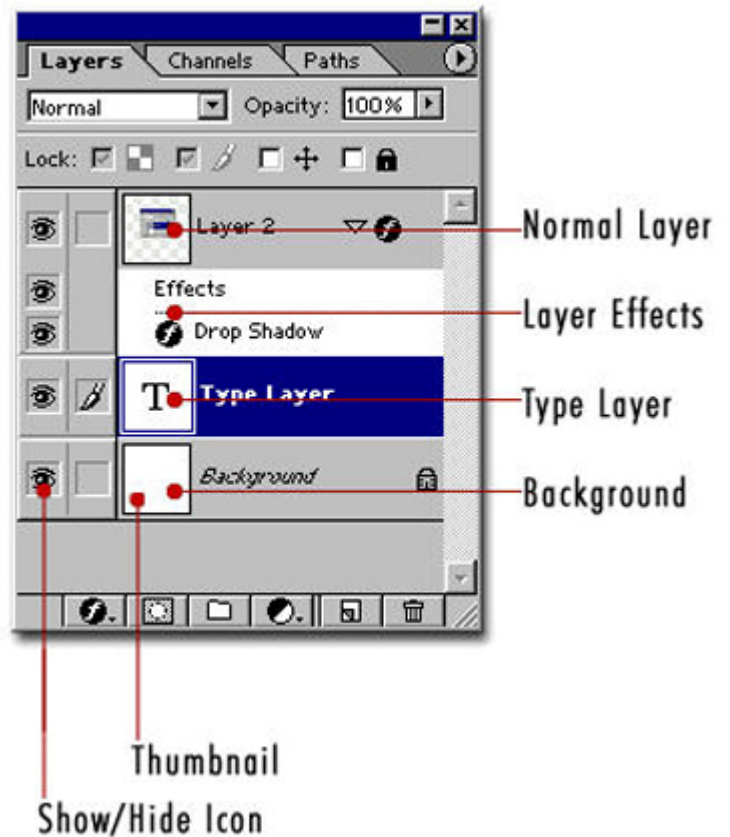 Layers Channels Paths
Normal Opacity: 100%
Lock:
Layer 2
Normal Layer
Effects
Layer Effects
Drop Shadow
T Type Layer
Type Layer
Background
Background
Thumbnail
Show/Hide Icon